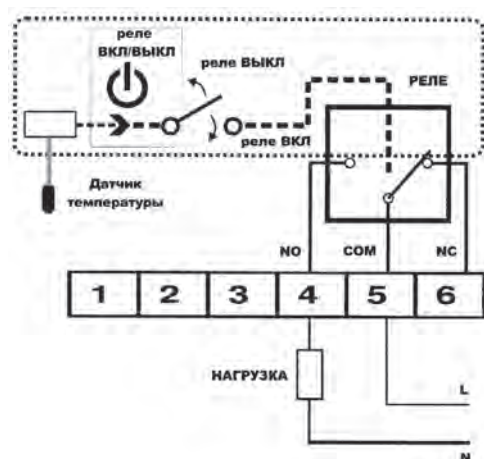 реле
ВКЛ/ВЫКЛ
реле ВЫКЛ
РЕЛЕ
реле ВКЛ
Датчик
температуры
NO COM NC
1 2 3 4 5 6
НАГРУЗКА
L
N